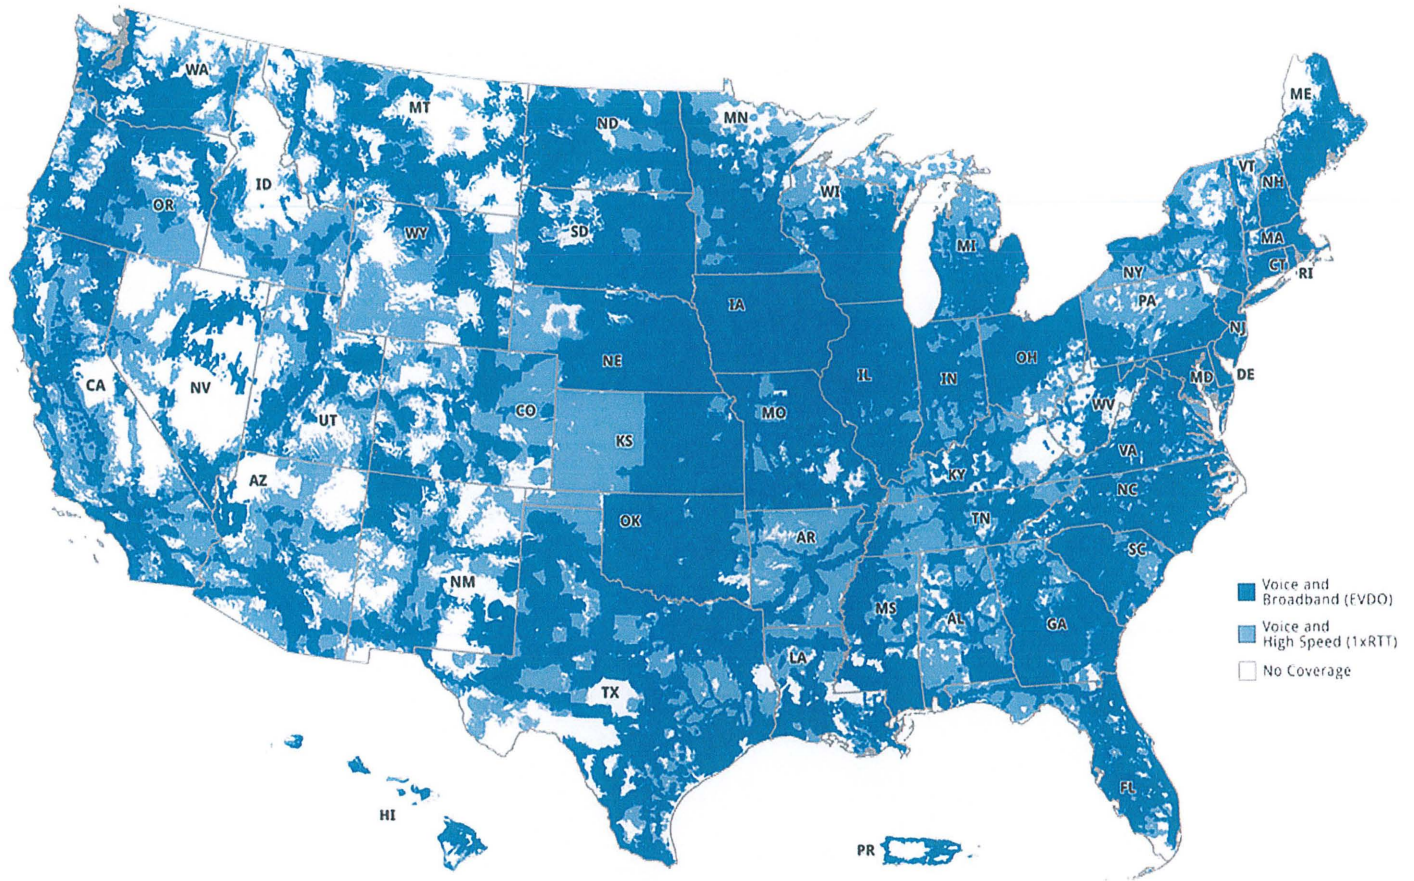 WA
MT
ND
MN
ME
ID
OR
WY
SD
WI
MI
VT
NH
MA
CT
RI
NY
PA
IA
NE
NJ
OH
IL
IN
MD
DE
CA
NV
UT
CO
KS
MO
WV
KY
VA
AZ
NM
OK
AR
TN
NC
SC
MS
AL
GA
LA
TX
FL
HI
PR
Voice and
Broadband (EVDO)
Voice and
High Speed (1xRTT)
No Coverage